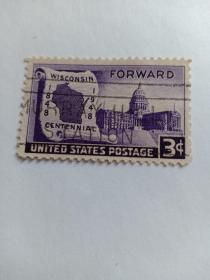 WISCONSIN
FORWARD
1848
1948
CENTENNIAL
3¢
UNITED STATES POSTAGE